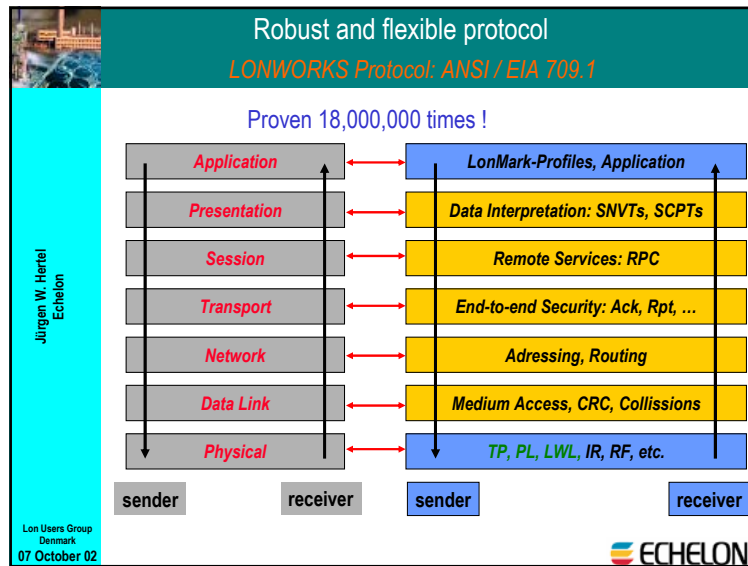 Robust and flexible protocol
LONWORKS Protocol: ANSI / EIA 709.1
Proven 18,000,000 times !
Application
LonMark-Profiles, Application
Presentation
Data Interpretation: SNVTs, SCPTs
Session
Remote Services: RPC
Transport
End-to-end Security: Ack, Rpt, …
Network
Adressing, Routing
Data Link
Medium Access, CRC, Collissions
Physical
TP, PL, LWL, IR, RF, etc.
sender
receiver
sender
receiver
Jürgen W. Hertel
Echelon
Lon Users Group
Denmark
07 October 02
ECHELON